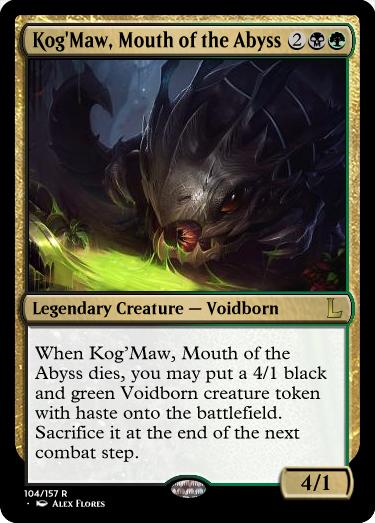 Kog'Maw, Mouth of the Abyss 2
Legendary Creature — Voidborn L
When Kog'Maw, Mouth of the
Abyss dies, you may put a 4/1 black
and green Voidborn creature token
with haste onto the battlefield.
Sacrifice it at the end of the next
combat step.
4/1
104/157 R
· Alex Flores